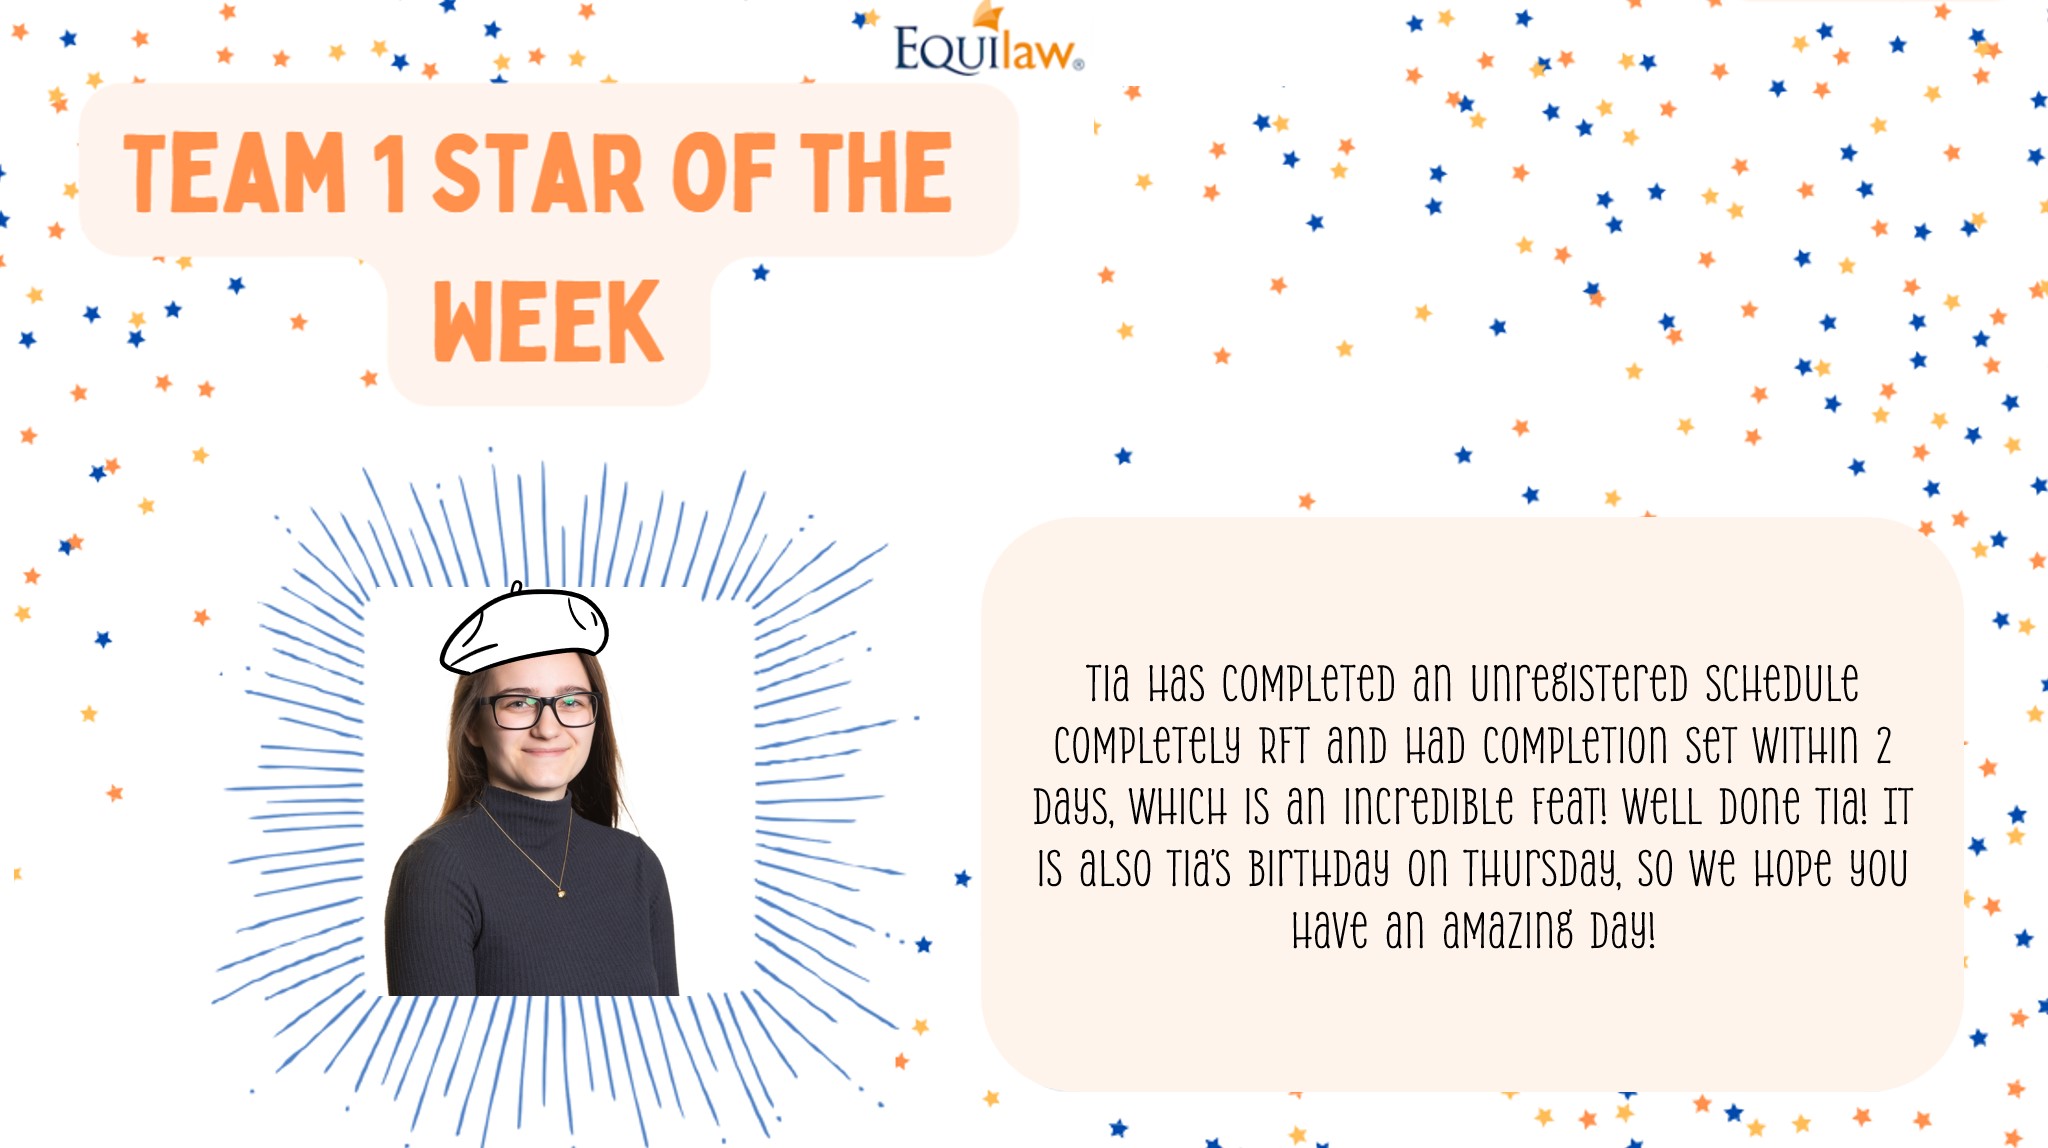 EQUIlaw®
TEAM 1 STAR OF THE
WEEK
Tia has completed an unregistered schedule
completely RFT and had completion set within 2
days, which is an incredible feat! Well done Tia! It
is also Tia's birthday on Thursday, so we hope you
have an amazing day!